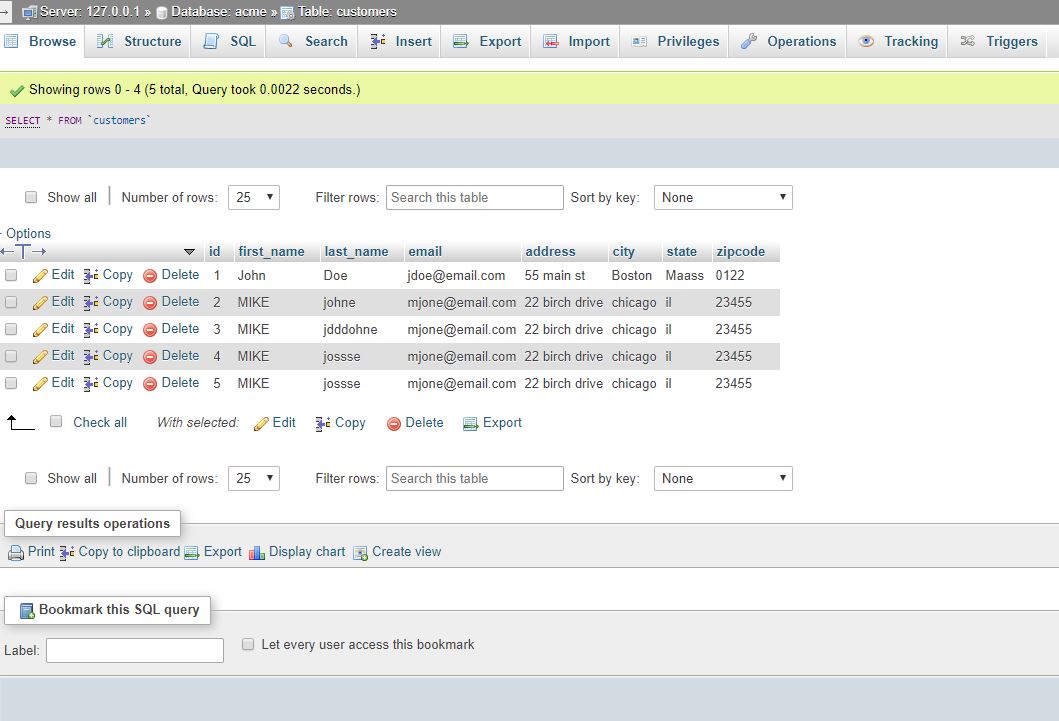 Server: 127.0.0.1 » Database: acme » Table: customers
Browse Structure SQL Search Insert Export Import Privileges Operations Tracking Triggers
Showing rows 0 - 4 (5 total, Query took 0.0022 seconds.)
SELECT * FROM `customers`
Show all Number of rows: 25 Filter rows: Search this table Sort by key: None
Options
id first_name last_name email address city state zipcode
Edit Copy Delete 1 John Doe jdoe@email.com 55 main st Boston Maass 0122
Edit Copy Delete 2 MIKE johne mjone@email.com 22 birch drive chicago il 23455
Edit Copy Delete 3 MIKE jdddohne mjone@email.com 22 birch drive chicago il 23455
Edit Copy Delete 4 MIKE jossse mjone@email.com 22 birch drive chicago il 23455
Edit Copy Delete 5 MIKE jossse mjone@email.com 22 birch drive chicago il 23455
Check all With selected: Edit Copy Delete Export
Show all Number of rows: 25 Filter rows: Search this table Sort by key: None
Query results operations
Print Copy to clipboard Export Display chart Create view
Bookmark this SQL query
Label: Let every user access this bookmark